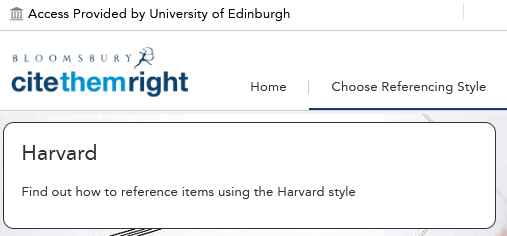 Access Provided by University of Edinburgh
BLOOMSBURY
citethemright
Home
Choose Referencing Style
Harvard
Find out how to reference items using the Harvard style